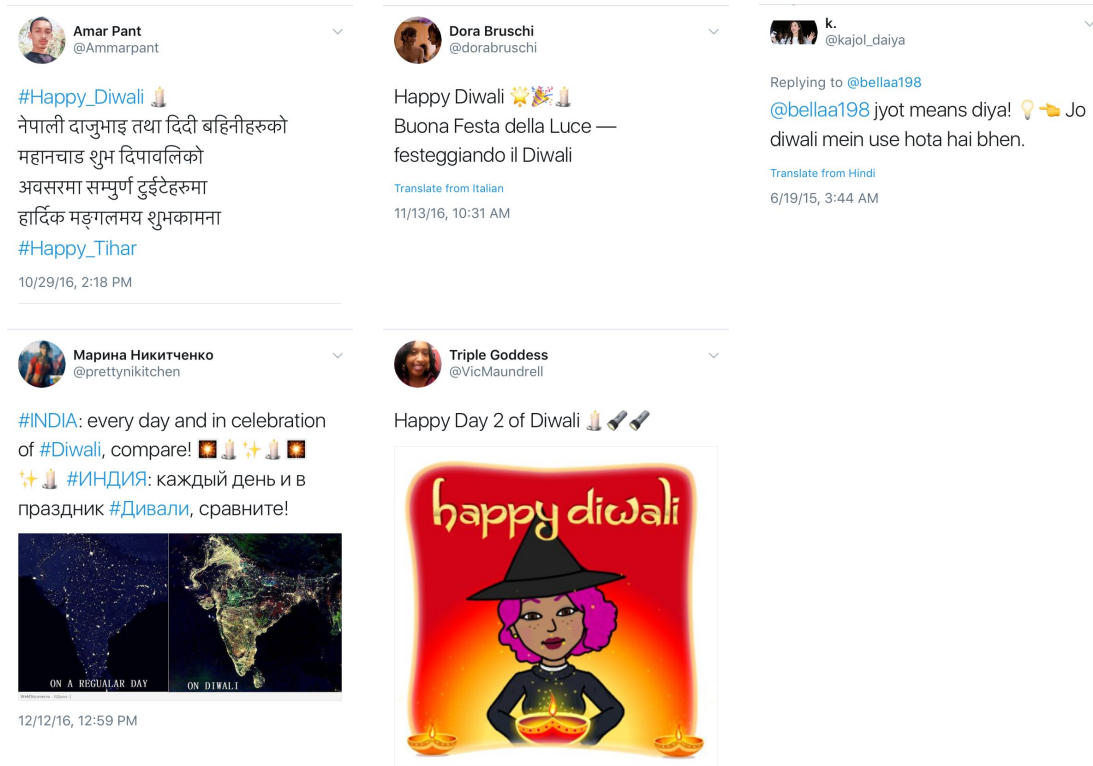 Amar Pant
@Ammarpant
#Happy_Diwali 🕯️
नेपाली दाजुभाइ तथा दिदी बहिनीहरुको
महानचाड शुभ दिपावलिको
अवसरमा सम्पुर्ण टुईटेहरुमा
हार्दिक मङ्गलमय शुभकामना
#Happy_Tihar
10/29/16, 2:18 PM
Dora Bruschi
@dorabruschi
Happy Diwali 🌟🎉🕯️
Buona Festa della Luce —
festeggiando il Diwali
Translate from Italian
11/13/16, 10:31 AM
k.
@kajol_daiya
Replying to @bellaa198
@bellaa198 jyot means diya! 💡👈 Jo
diwali mein use hota hai bhen.
Translate from Hindi
6/19/15, 3:44 AM
Марина Никитченко
@prettynikitchen
#INDIA: every day and in celebration
of #Diwali, compare! 🎆🕯️✨🕯️🎆
✨🕯️ #ИНДИЯ: каждый день и в
праздник #Дивали, сравните!
ON A REGUALAR DAY
ON DIWALI
12/12/16, 12:59 PM
Triple Goddess
@VicMaundrell
Happy Day 2 of Diwali 🕯️🔦🔦
happy diwali